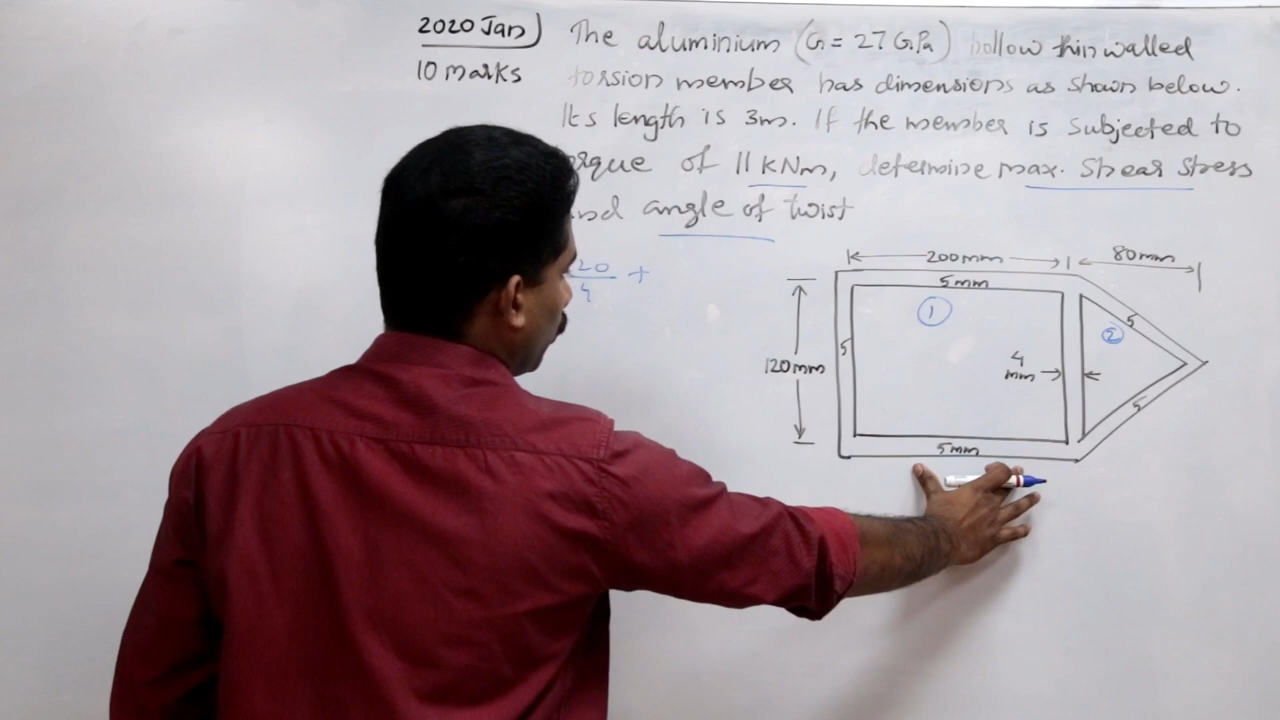 2020 Jan)
10 marks
The aluminium (G = 27 GPa) hollow thin walled
torsion member has dimensions as shown below.
Its length is 3m. If the member is subjected to
rque of 11 kNm, determine max. shear stress
and angle of twist
20
4
+
200mm
80mm
5mm
1
5
2
120mm
5
4
mm
5
5mm